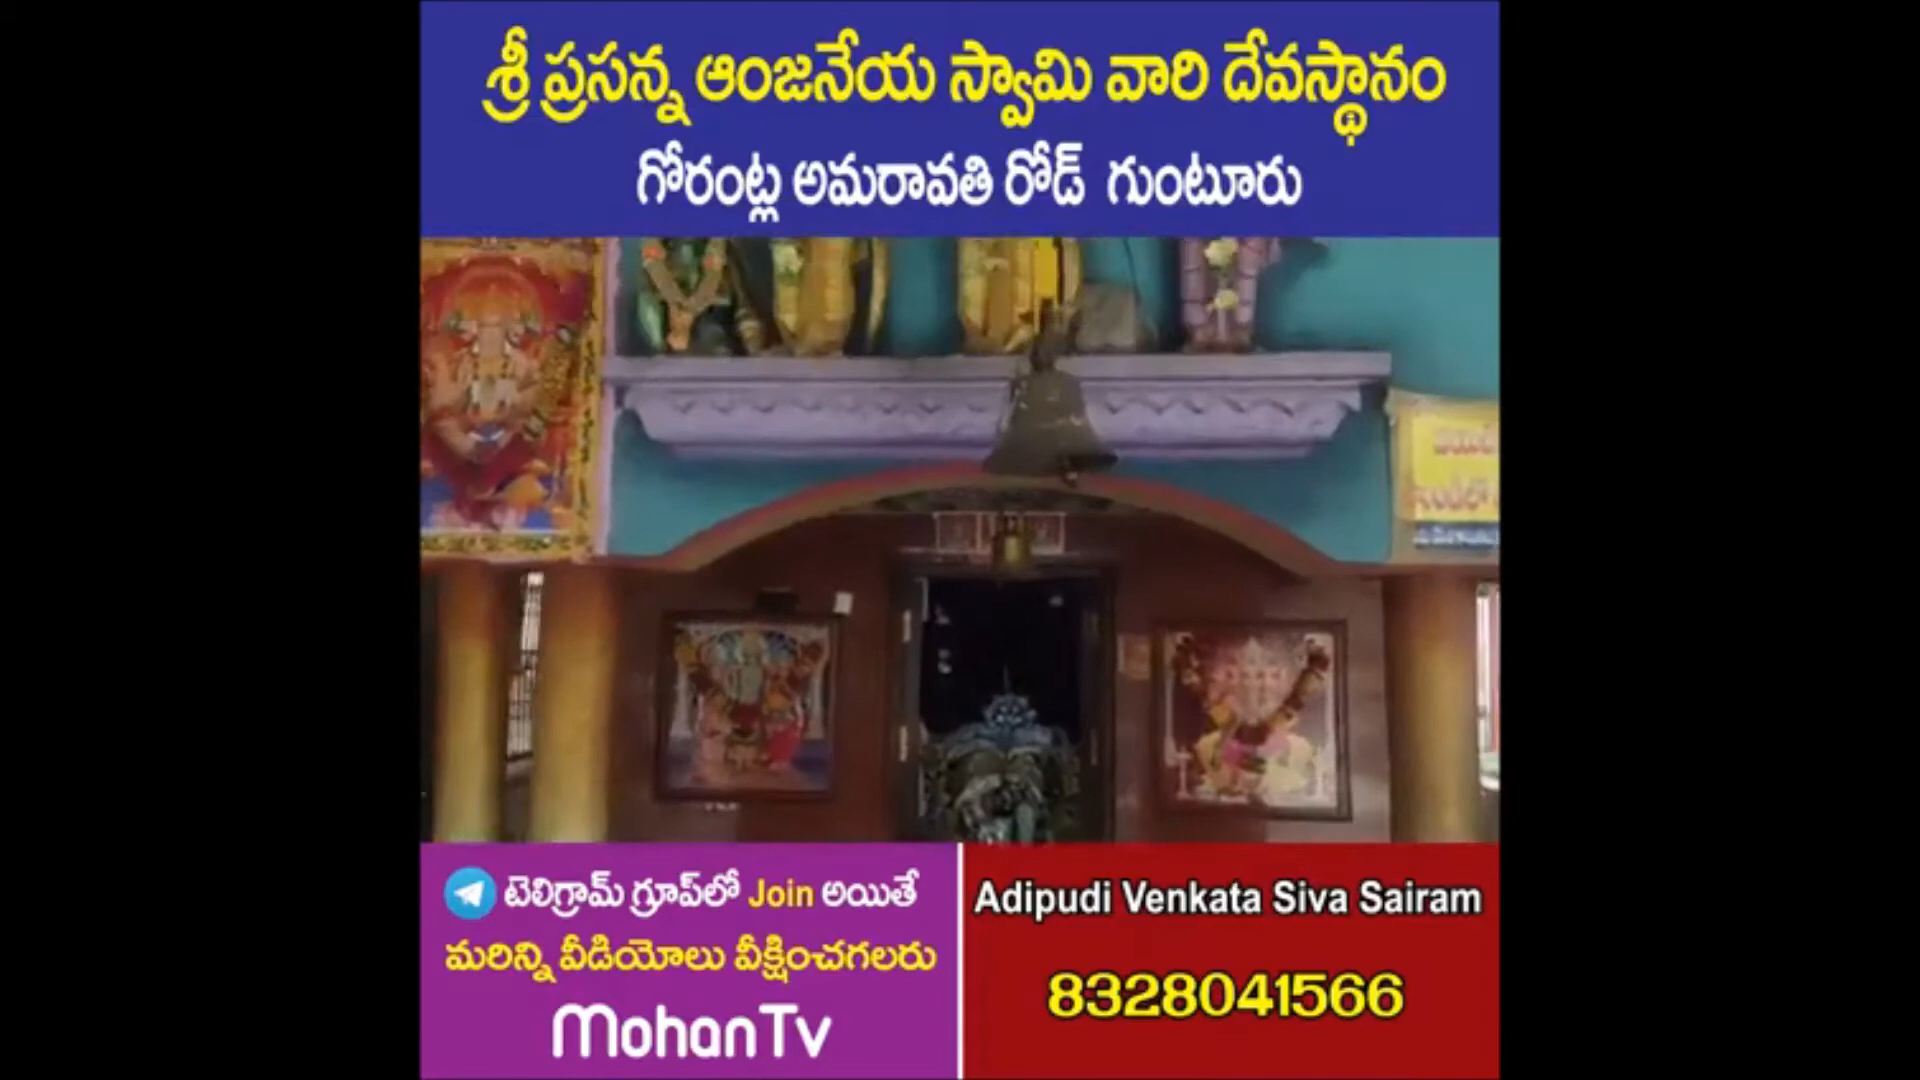 శ్రీ ప్రసన్న ఆంజనేయ స్వామి వారి దేవస్థానం
గోరంట్ల అమరావతి రోడ్ గుంటూరు
టెలిగ్రామ్ గ్రూప్‌లో Join అయితే
మరిన్ని వీడియోలు వీక్షించగలరు
MohanTv
Adipudi Venkata Siva Sairam
8328041566